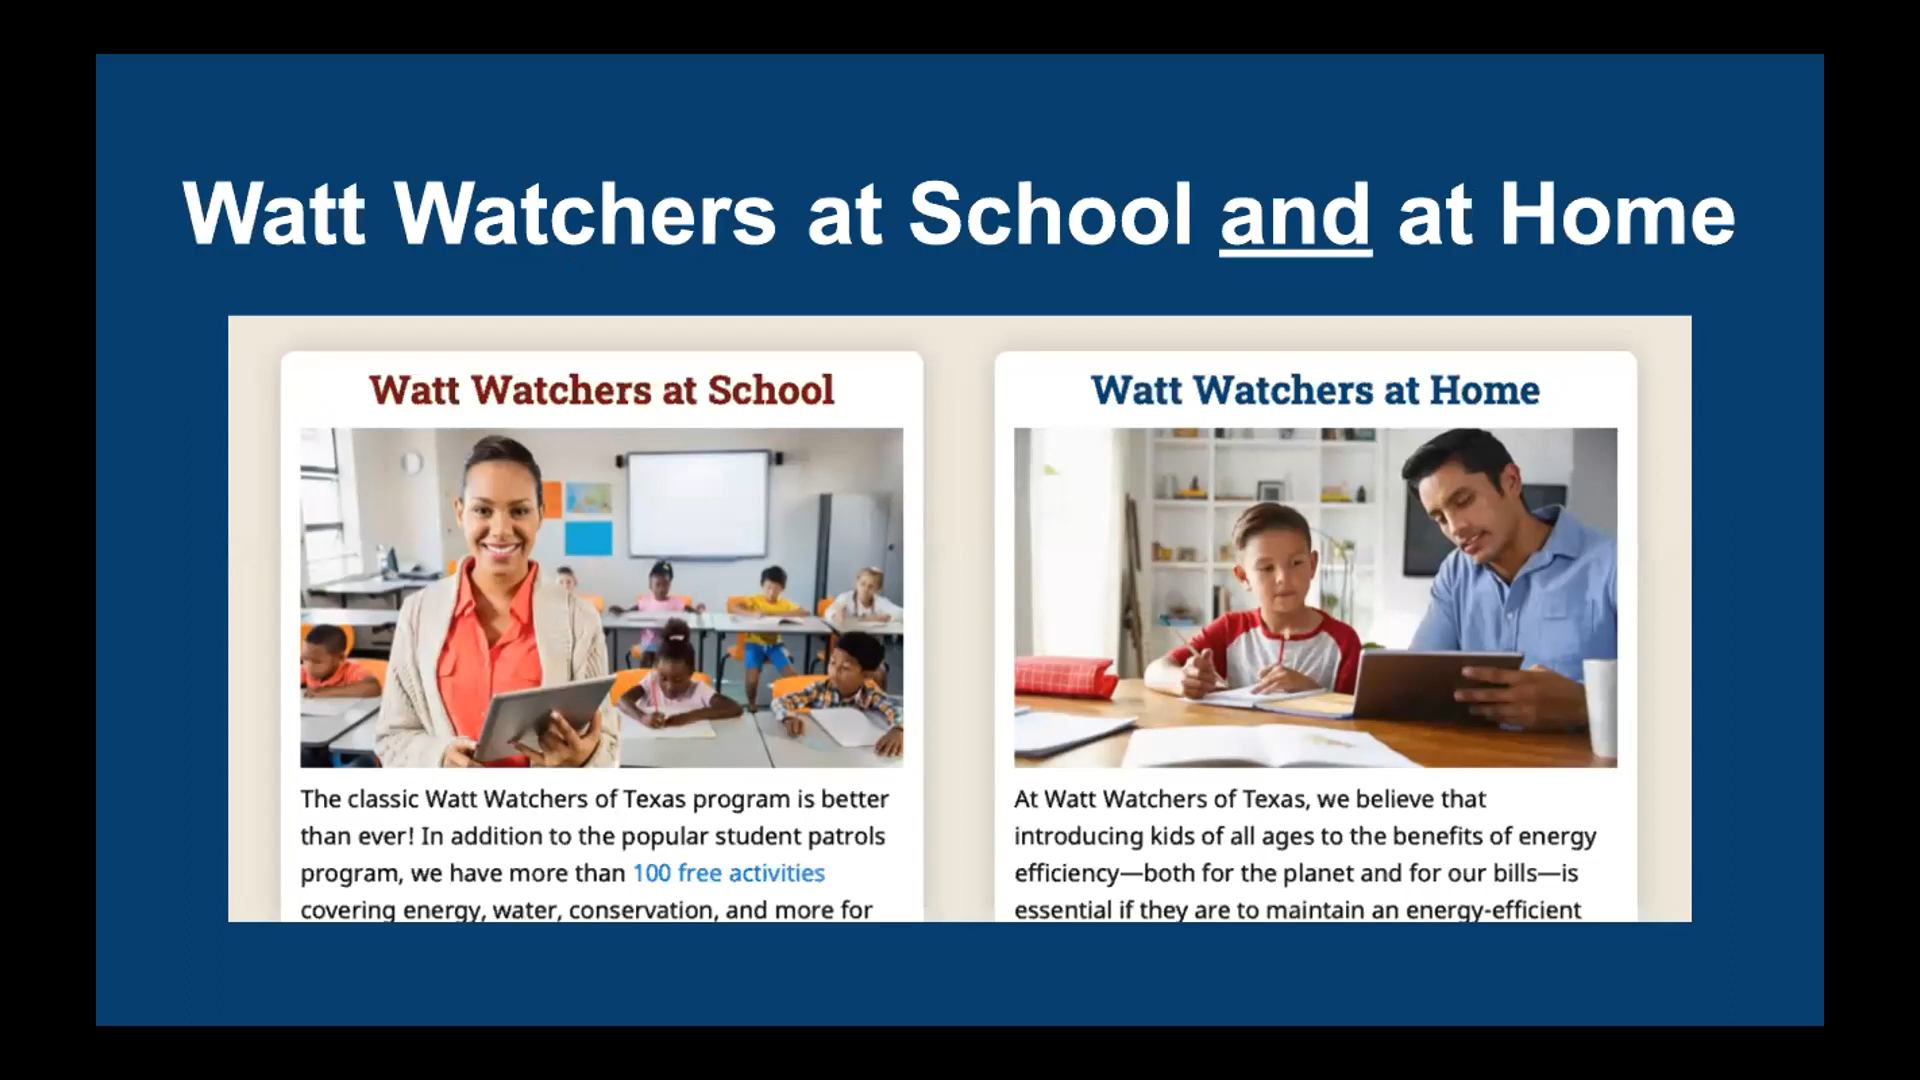 Watt Watchers at School and at Home
Watt Watchers at School
The classic Watt Watchers of Texas program is better
than ever! In addition to the popular student patrols
program, we have more than 100 free activities
covering energy, water, conservation, and more for
Watt Watchers at Home
At Watt Watchers of Texas, we believe that
introducing kids of all ages to the benefits of energy
efficiency—both for the planet and for our bills—is
essential if they are to maintain an energy-efficient